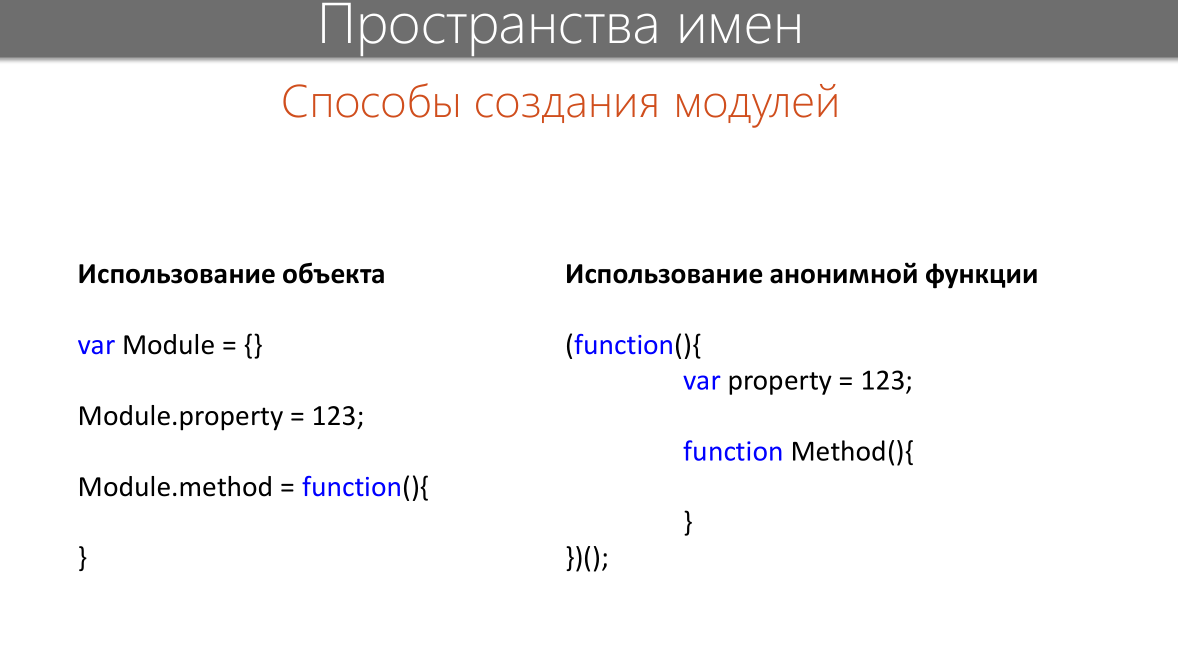 Пространства имен
Способы создания модулей
Использование объекта
var Module = {}
Module.property = 123;
Module.method = function(){
}
Использование анонимной функции
(function(){
var property = 123;
function Method(){
}
})();